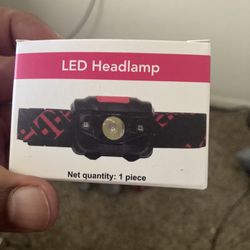 LED Headlamp
Net quantity: 1 piece